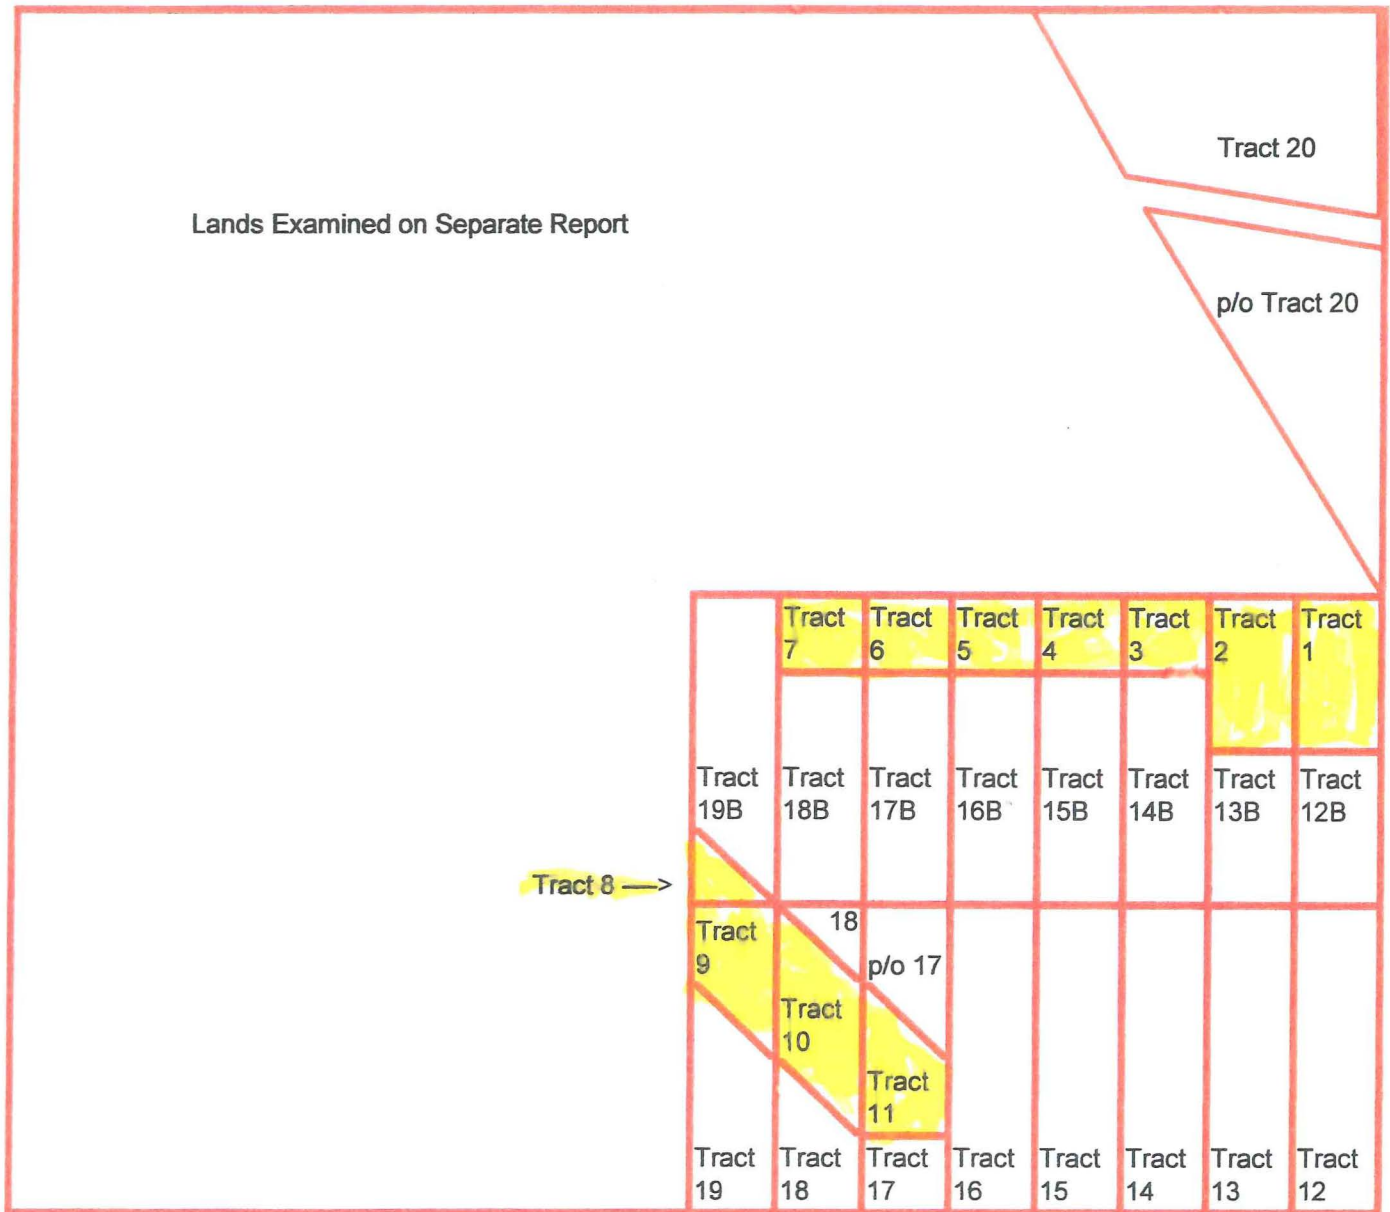 Tract 20
Lands Examined on Separate Report
p/o Tract 20
Tract
7
Tract
6
Tract
5
Tract
4
Tract
3
Tract
2
Tract
1
Tract
19B
Tract
18B
Tract
17B
Tract
16B
Tract
15B
Tract
14B
Tract
13B
Tract
12B
Tract 8 —>
Tract
9
18
p/o 17
Tract
10
Tract
11
Tract
19
Tract
18
Tract
17
Tract
16
Tract
15
Tract
14
Tract
13
Tract
12